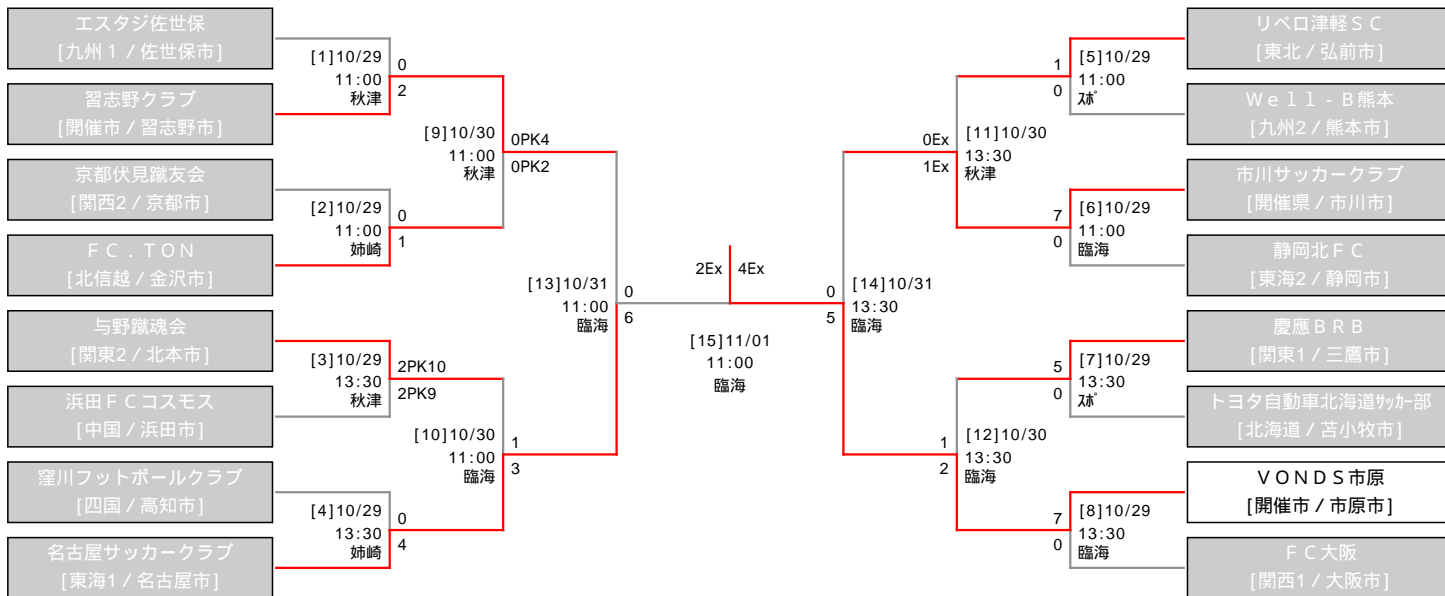 エスタジ佐世保
[九州１/佐世保市]
習志野クラブ
[開催市/習志野市]
京都伏見蹴友会
[関西2/京都市]
ＦＣ．ＴＯＮ
[北信越/金沢市]
与野蹴魂会
[関東2/北本市]
浜田ＦＣコスモス
[中国/浜田市]
窪川フットボールクラブ
[四国/高知市]
名古屋サッカークラブ
[東海1/名古屋市]
[1]10/29
11:00
秋津
0
2
[2]10/29
11:00
姉崎
0
1
[3]10/29
13:30
秋津
2PK10
2PK9
[4]10/29
13:30
姉崎
0
4
[9]10/30
11:00
秋津
0PK4
0PK2
[10]10/30
11:00
臨海
1
3
[13]10/31
11:00
臨海
0
6
2Ex
4Ex
[15]11/01
11:00
臨海
0
5
[14]10/31
13:30
臨海
0Ex
1Ex
[11]10/30
13:30
秋津
1
2
[12]10/30
13:30
臨海
1
0
[5]10/29
11:00
ｽﾎﾟ
7
0
[6]10/29
11:00
臨海
5
0
[7]10/29
13:30
ｽﾎﾟ
7
0
[8]10/29
13:30
臨海
リベロ津軽ＳＣ
[東北/弘前市]
Ｗｅｌｌ-Ｂ熊本
[九州2/熊本市]
市川サッカークラブ
[開催県/市川市]
静岡北ＦＣ
[東海2/静岡市]
慶應ＢＲＢ
[関東1/三鷹市]
トヨタ自動車北海道ｻｯｶｰ部
[北海道/苫小牧市]
ＶＯＮＤＳ市原
[開催市/市原市]
ＦＣ大阪
[関西1/大阪市]